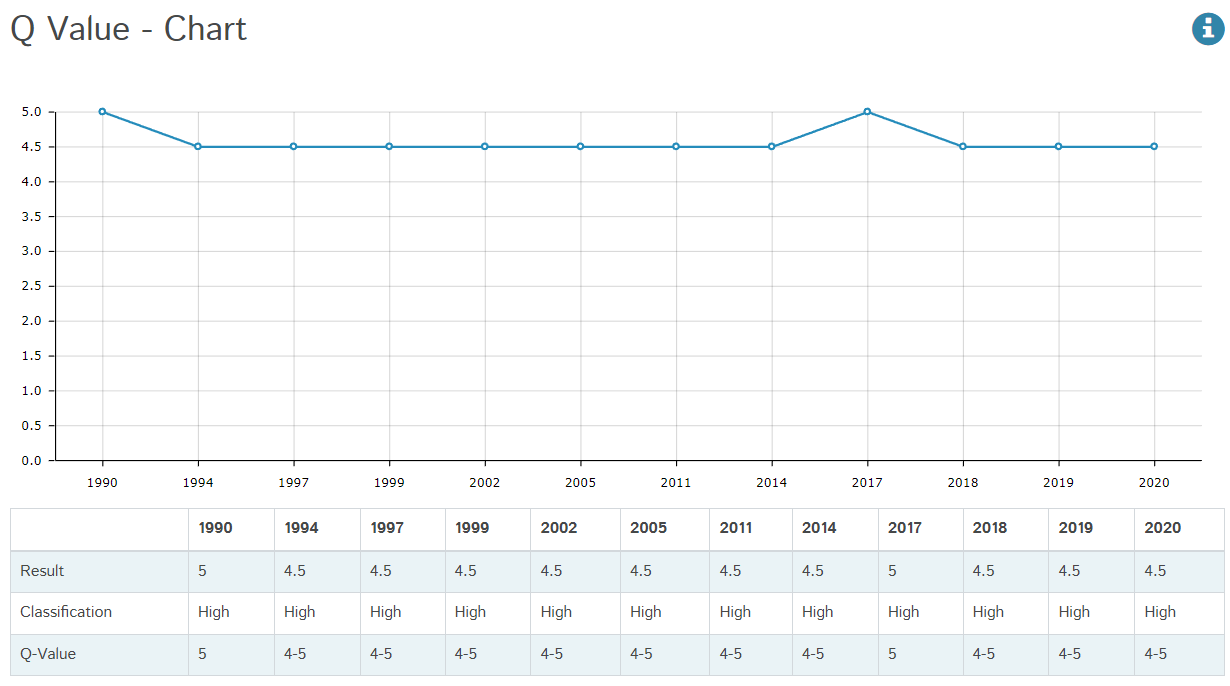 Q Value - Chart
5.0
4.5
4.0
3.5
3.0
2.5
2.0
1.5
1.0
0.5
0.0
1990 1994 1997 1999 2002 2005 2011 2014 2017 2018 2019 2020
1990 1994 1997 1999 2002 2005 2011 2014 2017 2018 2019 2020
Result 5 4.5 4.5 4.5 4.5 4.5 4.5 4.5 5 4.5 4.5 4.5
Classification High High High High High High High High High High High High
Q-Value 5 4-5 4-5 4-5 4-5 4-5 4-5 4-5 5 4-5 4-5 4-5